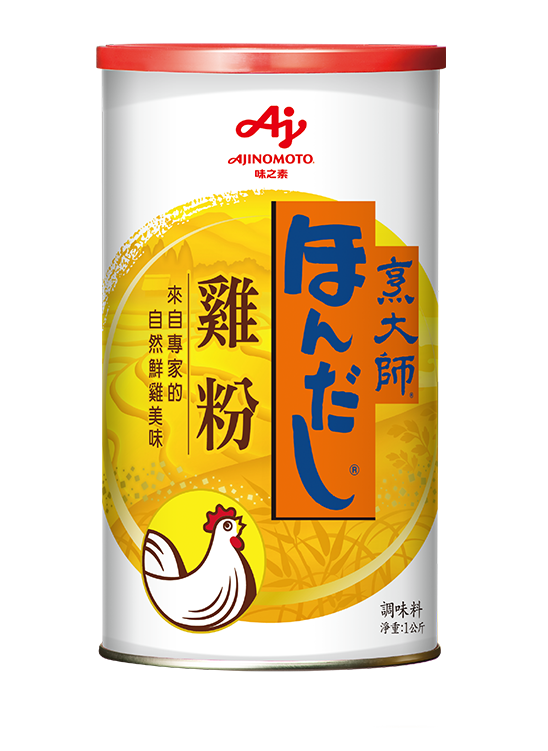 Aj
AJINOMOTO®
味之素
烹大師®
ほんだし®
雞粉
來自專家的
自然鮮雞美味
調味料
淨重:1公斤